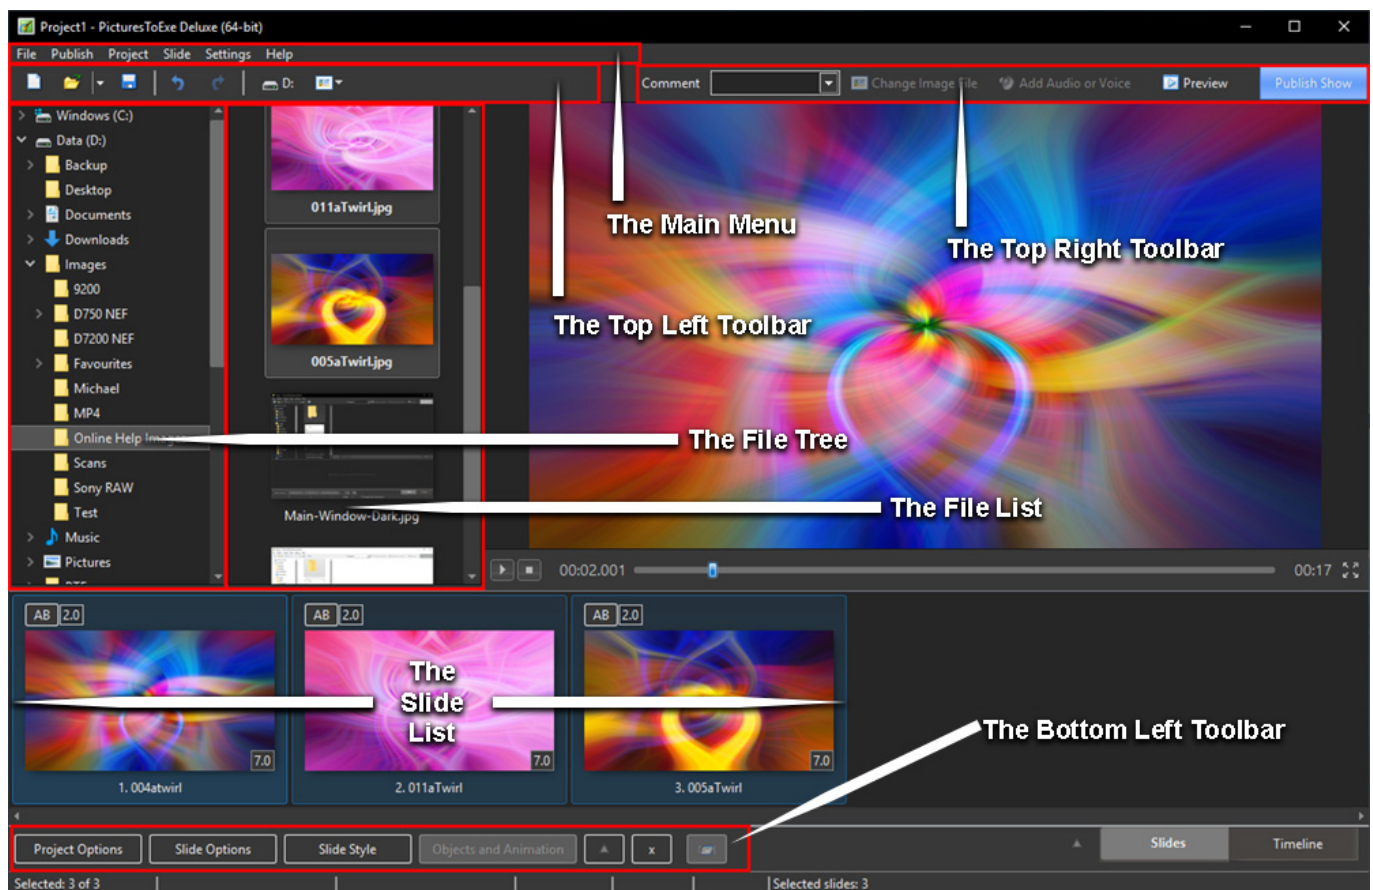 Project1 - PicturesToExe Deluxe (64-bit)
File Publish Project Slide Settings Help
D: Comment Change Image File Add Audio or Voice Preview Publish Show
Windows (C:)
Data (D:)
Backup
Desktop
Documents
Downloads
Images
9200
D750 NEF
D7200 NEF
Favourites
Michael
MP4
Online Help Images
Scans
Sony RAW
Test
Music
Pictures
011aTwirl.jpg
005aTwirl.jpg
Main-Window-Dark.jpg
The Main Menu
The Top Right Toolbar
The Top Left Toolbar
The File Tree
The File List
00:02.001 00:17
AB 2.0 AB 2.0 AB 2.0
The
Slide
List
7.0 7.0 7.0
1. 004atwirl 2. 011aTwirl 3. 005aTwirl
The Bottom Left Toolbar
Project Options Slide Options Slide Style Objects and Animation x Slides Timeline
Selected: 3 of 3 Selected slides: 3